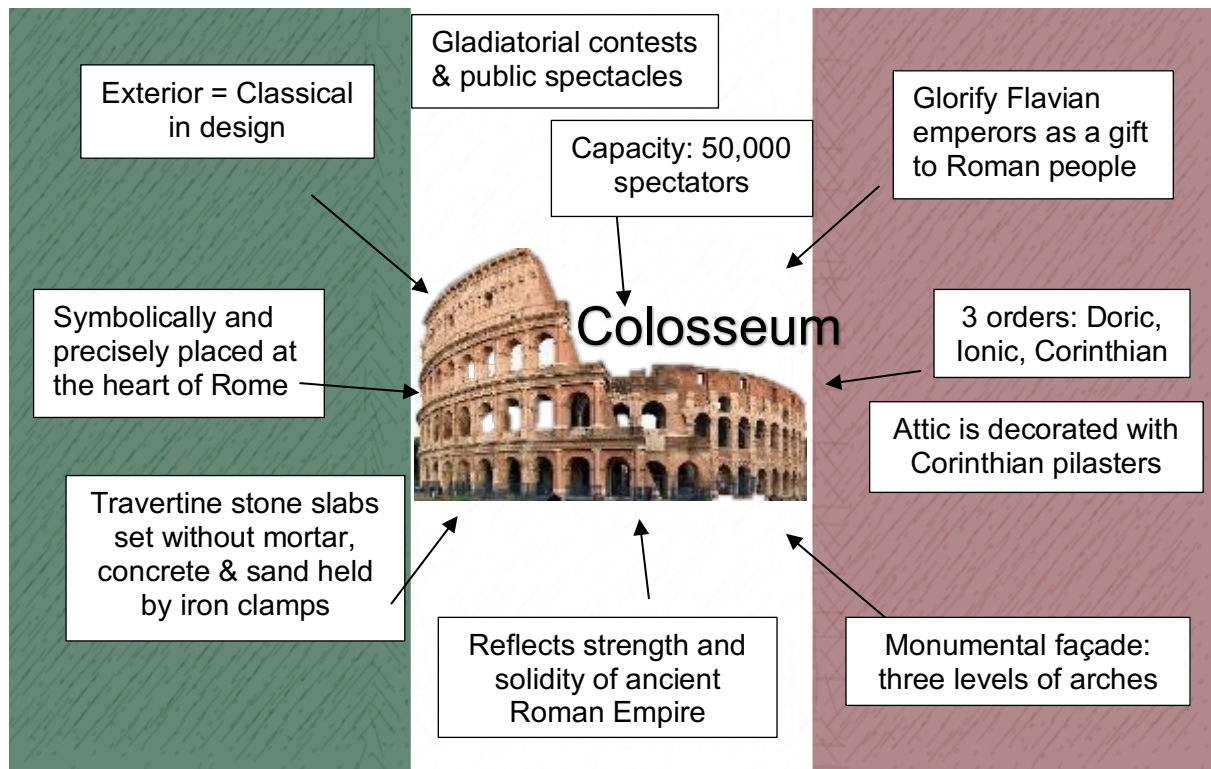 Gladiatorial contests
& public spectacles
Exterior = Classical
in design
Glorify Flavian
emperors as a gift
to Roman people
Capacity: 50,000
spectators
Symbolically and
precisely placed at
the heart of Rome
Colosseum
3 orders: Doric,
Ionic, Corinthian
Attic is decorated with
Corinthian pilasters
Travertine stone slabs
set without mortar,
concrete & sand held
by iron clamps
Reflects strength and
solidity of ancient
Roman Empire
Monumental façade:
three levels of arches